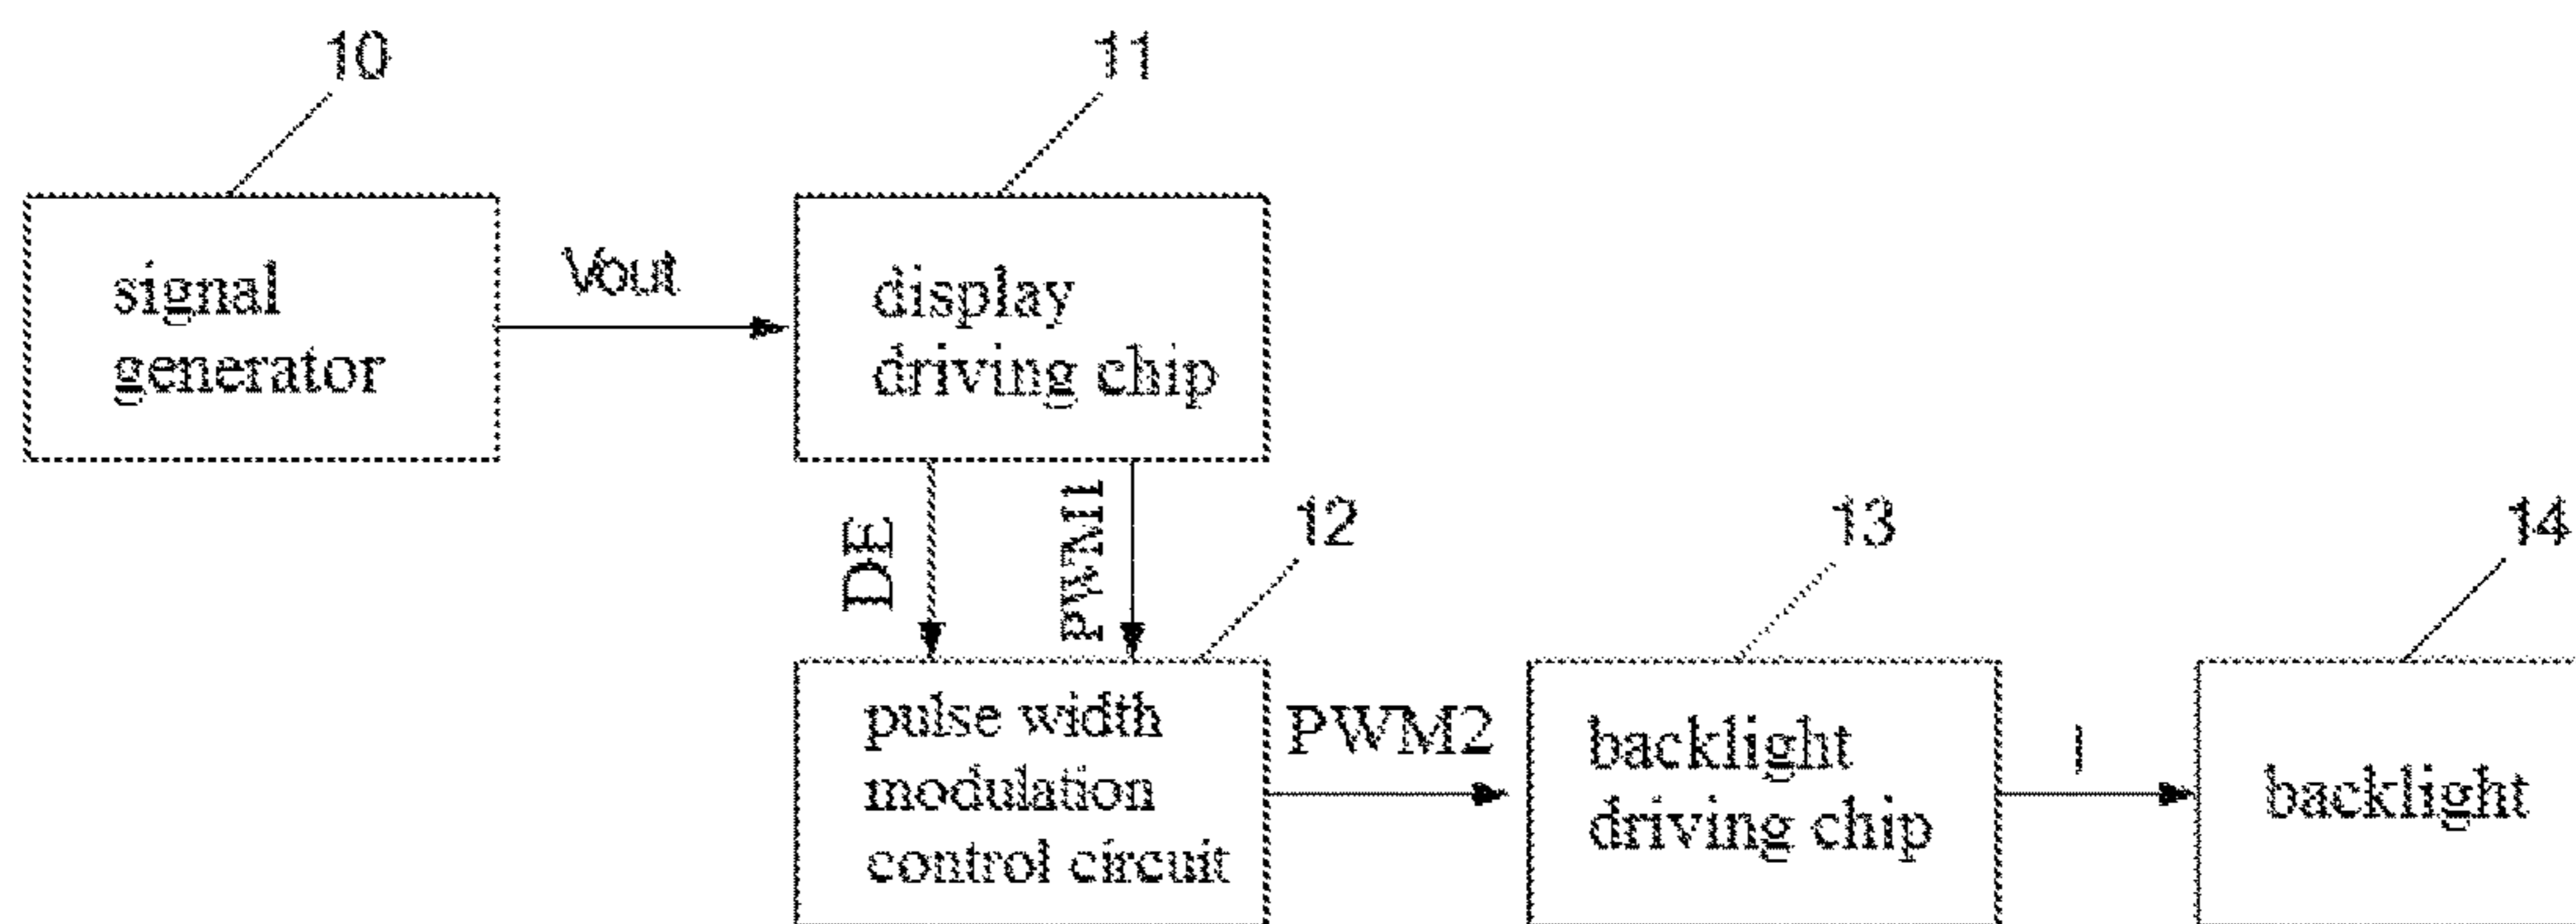 10
11
signal
generator
Vout
display
driving chip
DE
PWM1
12
13
14
pulse width
modulation
control circuit
PWM2
backlight
driving chip
I
backlight